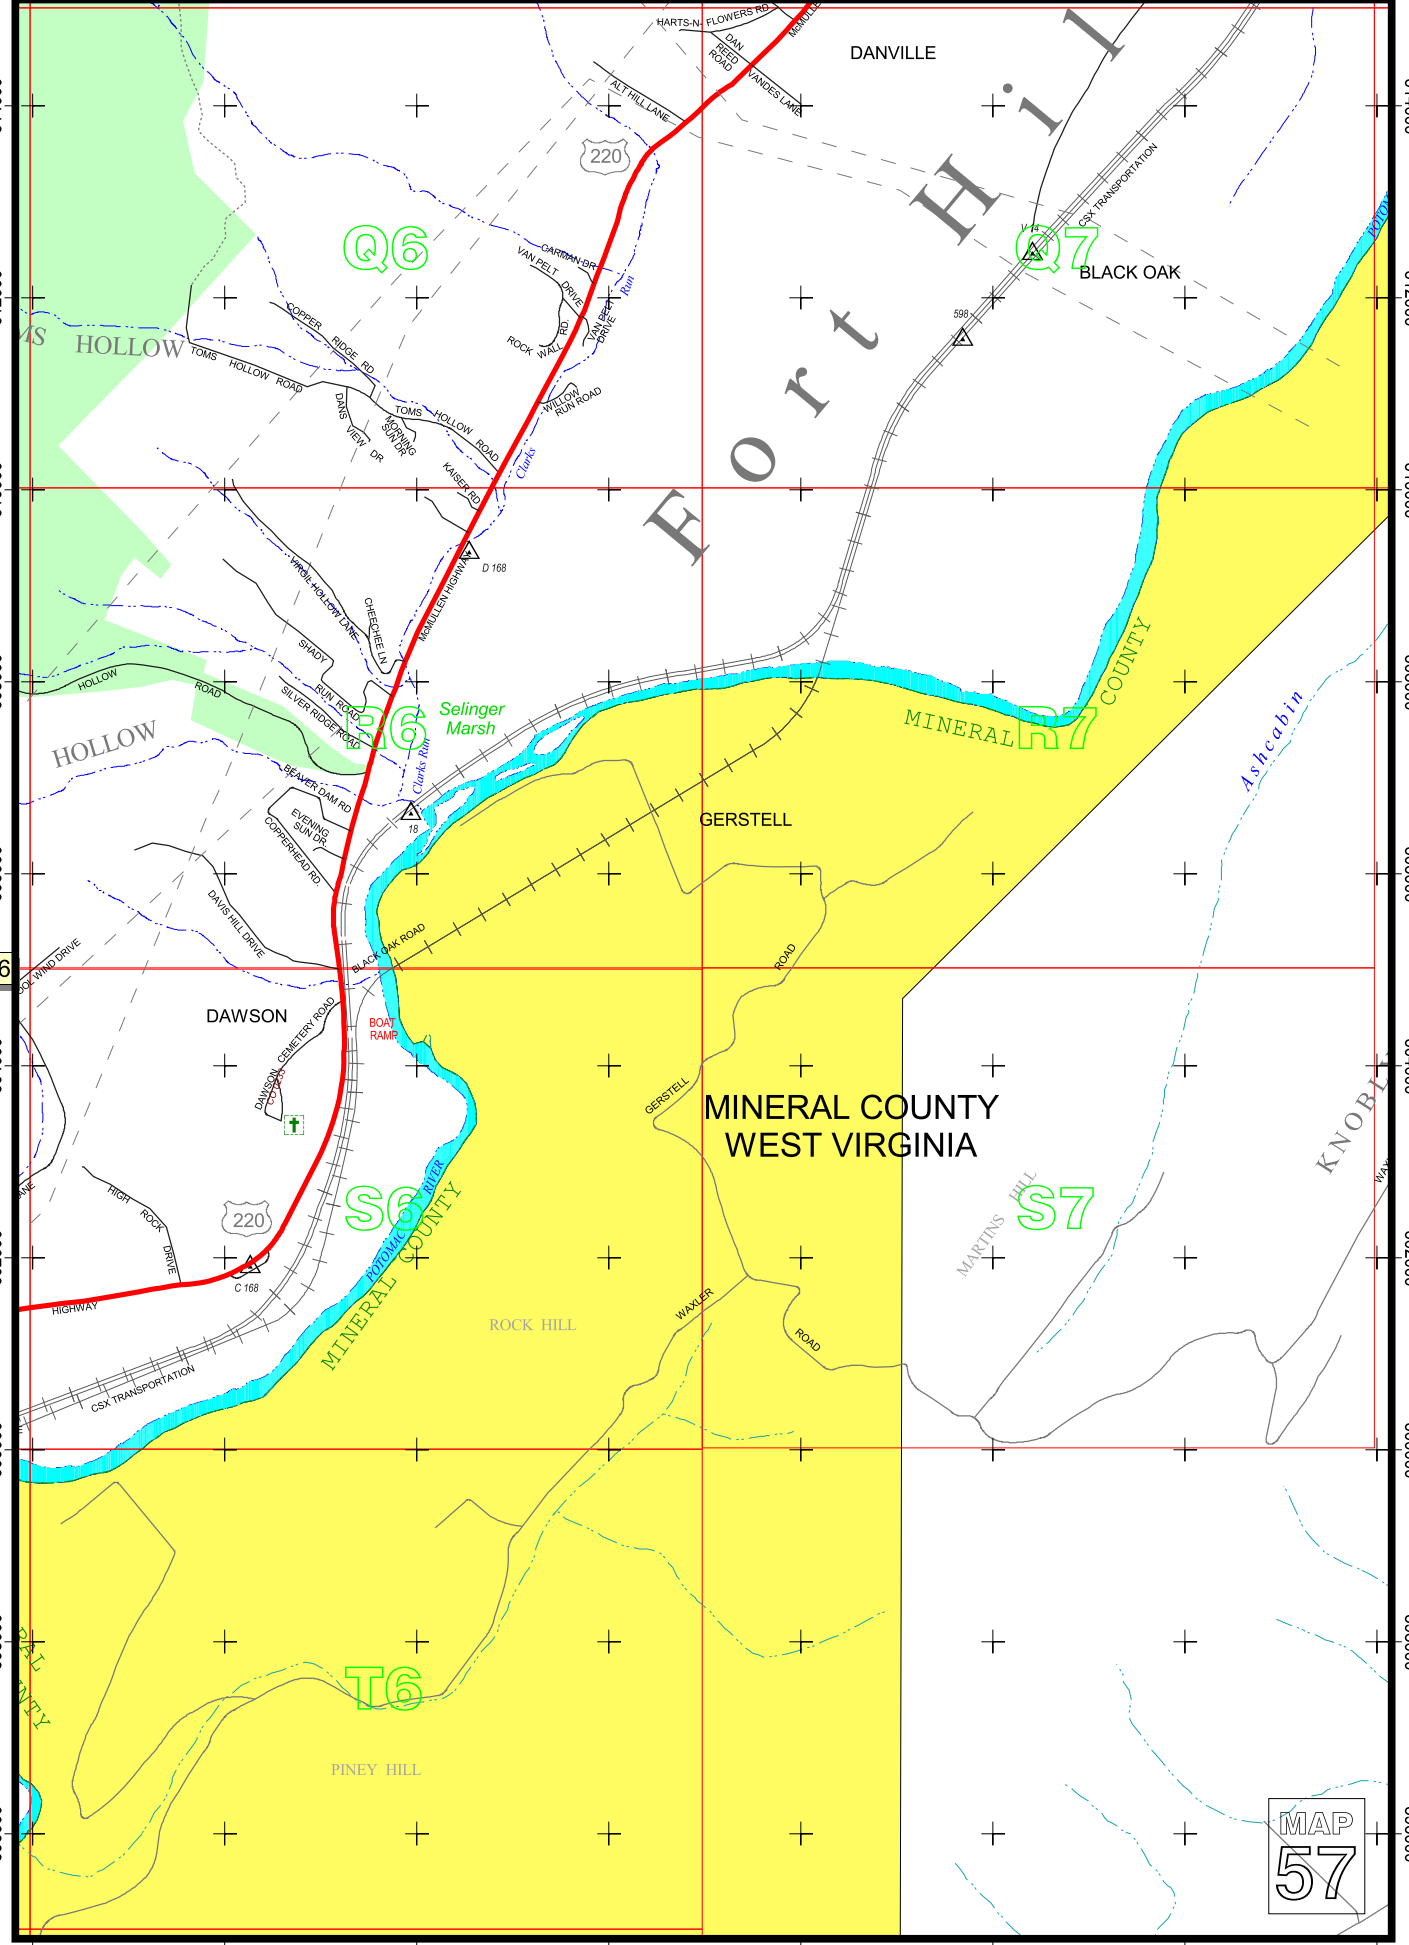 HARTS-N- FLOWERS RD
DAN
REED
ROAD
VANDES LANE
DANVILLE
ALT HILL LANE
220
Fort Hil
CSX TRANSPORTATION
V 14
Q6
Q7
BLACK OAK
598
CARMAN DR
VAN PELT
DRIVE
VAN PELT
DRIVE
Run
ROCK WALL RD.
COPPER
RIDGE RD
HOLLOW
TOMS HOLLOW ROAD
TOMS HOLLOW ROAD
DANS
VIEW DR
MORNING
SUN DR
WILLOW
RUN ROAD
Clarks
KAISER RD
D 168
McMULLEN HIGHWAY
VIRGIL HOLLOW LANE
CHEECHEE LN
SHADY
RUN ROAD
SILVER RIDGE ROAD
HOLLOW
ROAD
HOLLOW
R6
Selinger
Marsh
Clarks Run
MINERAL
COUNTY
R7
Ashcabin
BEAVER DAM RD
EVENING
SUN DR.
COPPERHEAD RD.
18
GERSTELL
DAVIS HILL DRIVE
BLACK OAK ROAD
WIND DRIVE
6
DAWSON
DAWSON CEMETERY ROAD
BOAT
RAMP
GERSTELL
ROAD
MINERAL COUNTY
WEST VIRGINIA
MARTINS HILL
S6
S7
POTOMAC RIVER
MINERAL COUNTY
HIGH
ROCK
DRIVE
220
C 168
HIGHWAY
CSX TRANSPORTATION
ROCK HILL
WAXLER
ROAD
T6
PINEY HILL
MAP
57